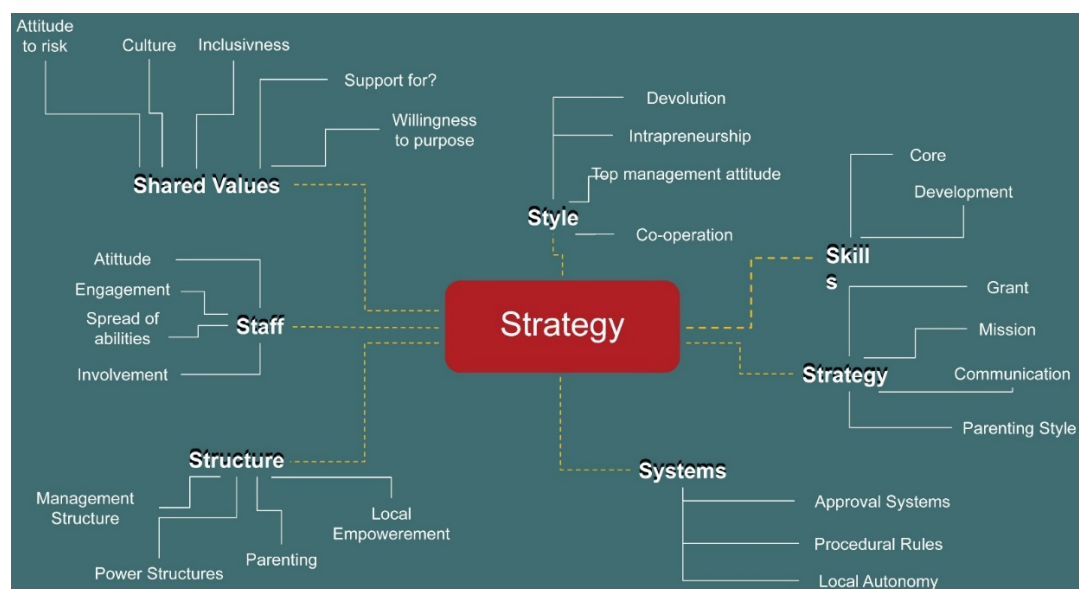 Attitude
to risk
Culture
Inclusivness
Support for?
Willingness
to purpose
Shared Values
Devolution
Intrapreneurship
Top management attitude
Style
Co-operation
Core
Development
Skill
s
Atittude
Engagement
Spread of
abilities
Staff
Involvement
Strategy
Grant
Mission
Strategy
Communication
Parenting Style
Structure
Management
Structure
Power Structures
Parenting
Local
Empowerement
Systems
Approval Systems
Procedural Rules
Local Autonomy